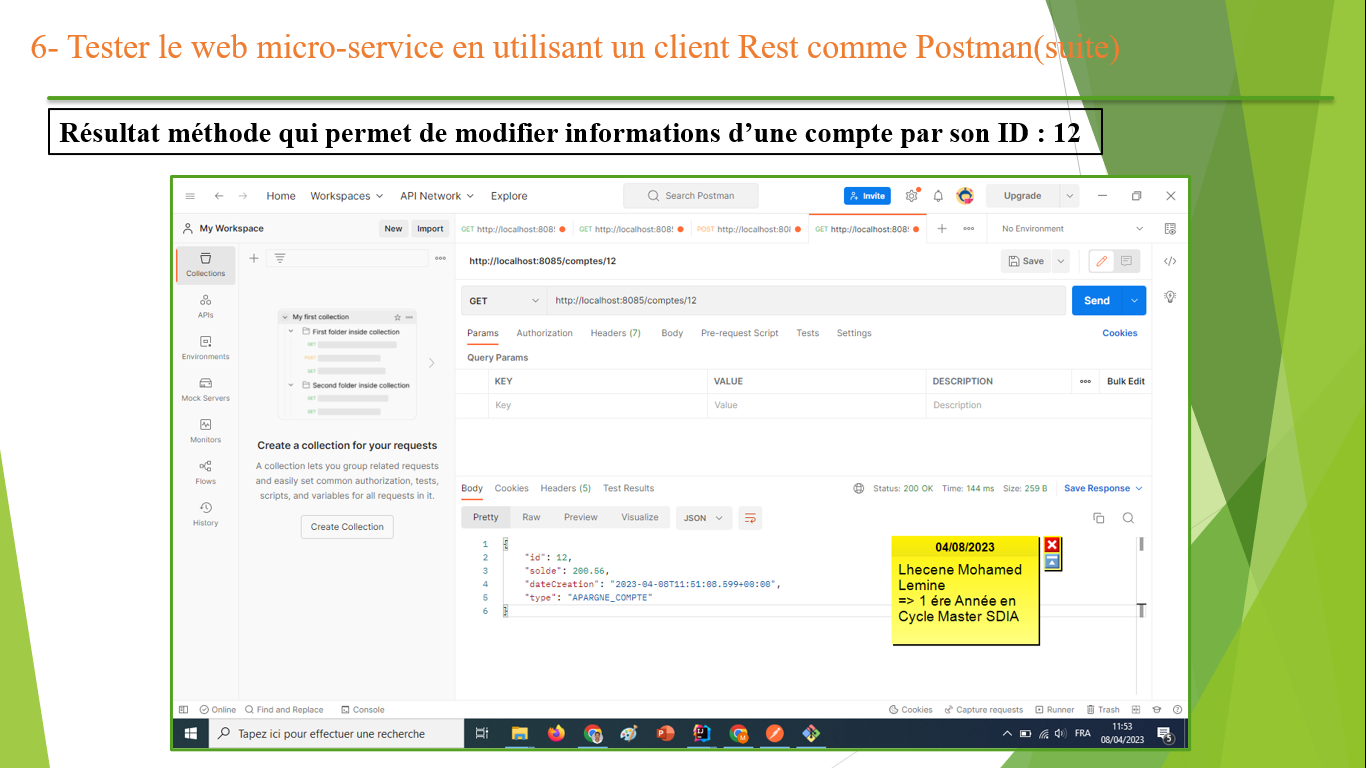 6- Tester le web micro-service en utilisant un client Rest comme Postman(suite)
Résultat méthode qui permet de modifier informations d’une compte par son ID : 12
Home Workspaces API Network Explore Search Postman Invite Upgrade
My Workspace New Import GET http://localhost:808! GET http://localhost:808! POST http://localhost:80 GET http://localhost:808! No Environment
Collections
APIs
Environments
Mock Servers
Monitors
Flows
History
My first collection
First folder inside collection
GET
POST
GET
Second folder inside collection
GET
GET
Create a collection for your requests
A collection lets you group related requests
and easily set common authorization, tests,
scripts, and variables for all requests in it.
Create Collection
http://localhost:8085/comptes/12 Save
GET http://localhost:8085/comptes/12 Send
Params Authorization Headers (7) Body Pre-request Script Tests Settings Cookies
Query Params
KEY VALUE DESCRIPTION Bulk Edit
Key Value Description
Body Cookies Headers (5) Test Results Status: 200 OK Time: 144 ms Size: 259 B Save Response
Pretty Raw Preview Visualize JSON
1 {
2 "id": 12,
3 "solde": 200.56,
4 "dateCreation": "2023-04-08T11:51:08.599+00:00",
5 "type": "APARGNE_COMPTE"
6 }
04/08/2023
Lhecene Mohamed
Lemine
=> 1 ére Année en
Cycle Master SDIA
Online Find and Replace Console Cookies Capture requests Runner Trash
Tapez ici pour effectuer une recherche FRA 11:53
08/04/2023 5